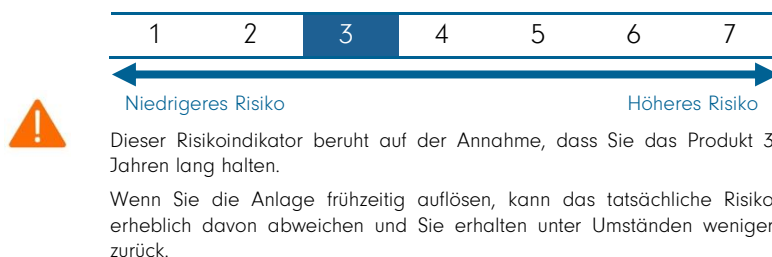 1 2 3 4 5 6 7
Niedrigeres Risiko Höheres Risiko
Dieser Risikoindikator beruht auf der Annahme, dass Sie das Produkt 3
Jahren lang halten.
Wenn Sie die Anlage frühzeitig auflösen, kann das tatsächliche Risiko
erheblich davon abweichen und Sie erhalten unter Umständen weniger
zurück.